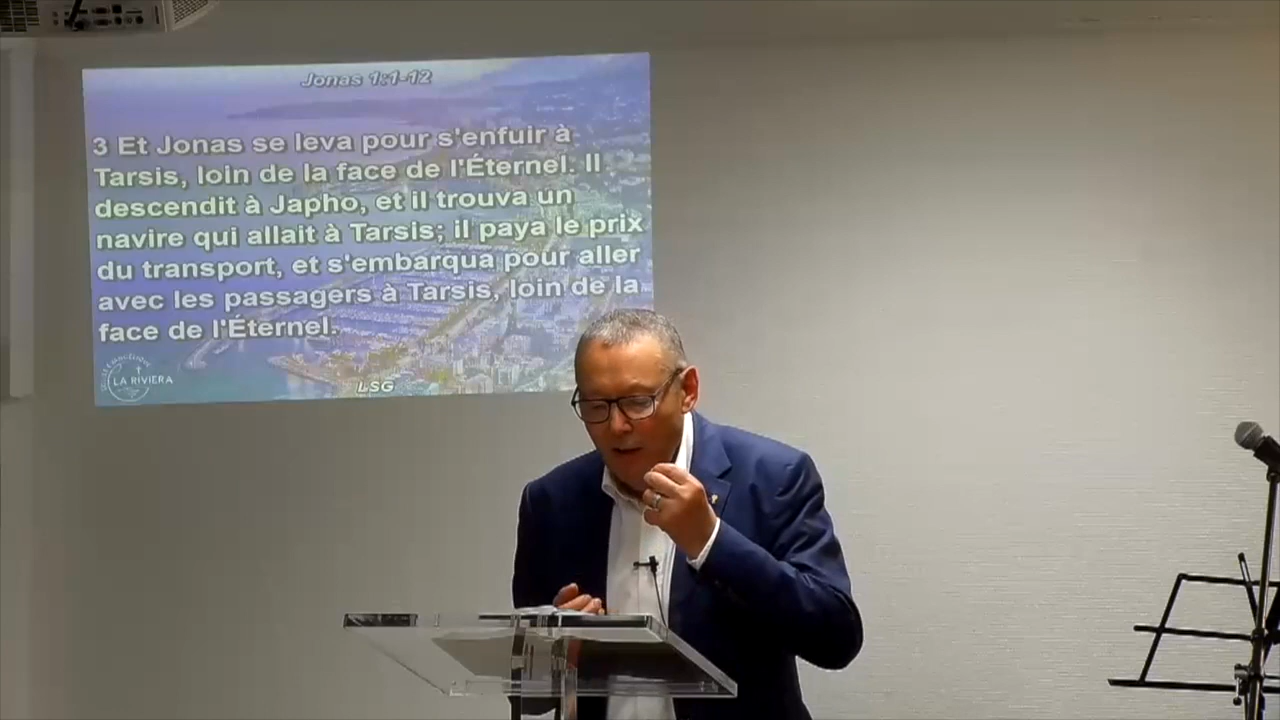 Jonas 1:1-12
3 Et Jonas se leva pour s'enfuir à
Tarsis, loin de la face de l'Éternel. Il
descendit à Japho, et il trouva un
navire qui allait à Tarsis; il paya le prix
du transport, et s'embarqua pour aller
avec les passagers à Tarsis, loin de la
face de l'Éternel.
LA RIVIERA
LSG